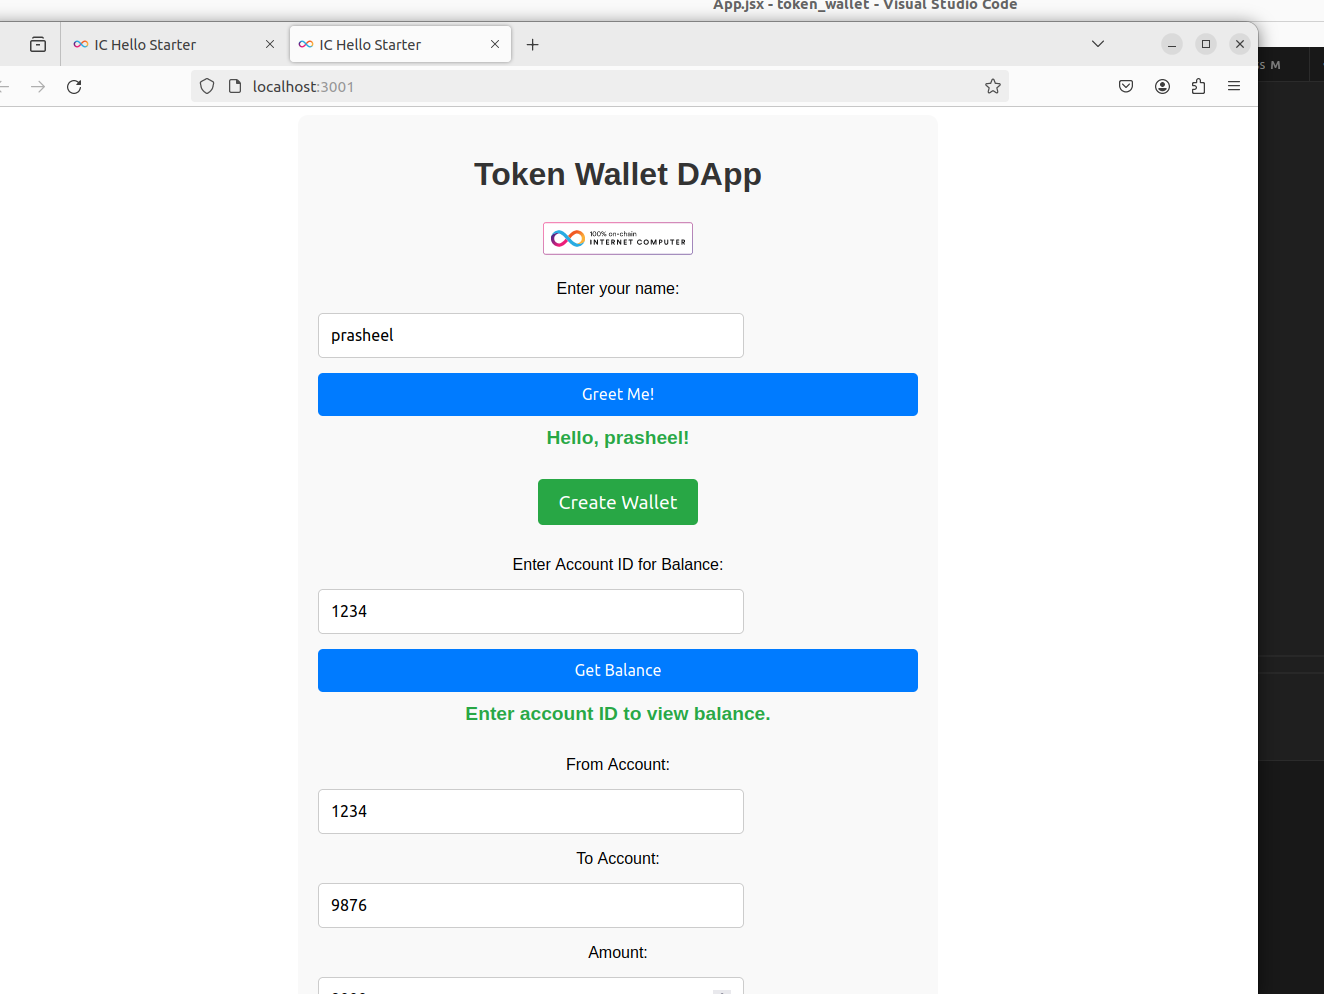 App.jsx - token_wallet - Visual Studio Code
IC Hello Starter
IC Hello Starter
s M
localhost:3001
Token Wallet DApp
100% on-chain
INTERNET COMPUTER
Enter your name:
prasheel
Greet Me!
Hello, prasheel!
Create Wallet
Enter Account ID for Balance:
1234
Get Balance
Enter account ID to view balance.
From Account:
1234
To Account:
9876
Amount: